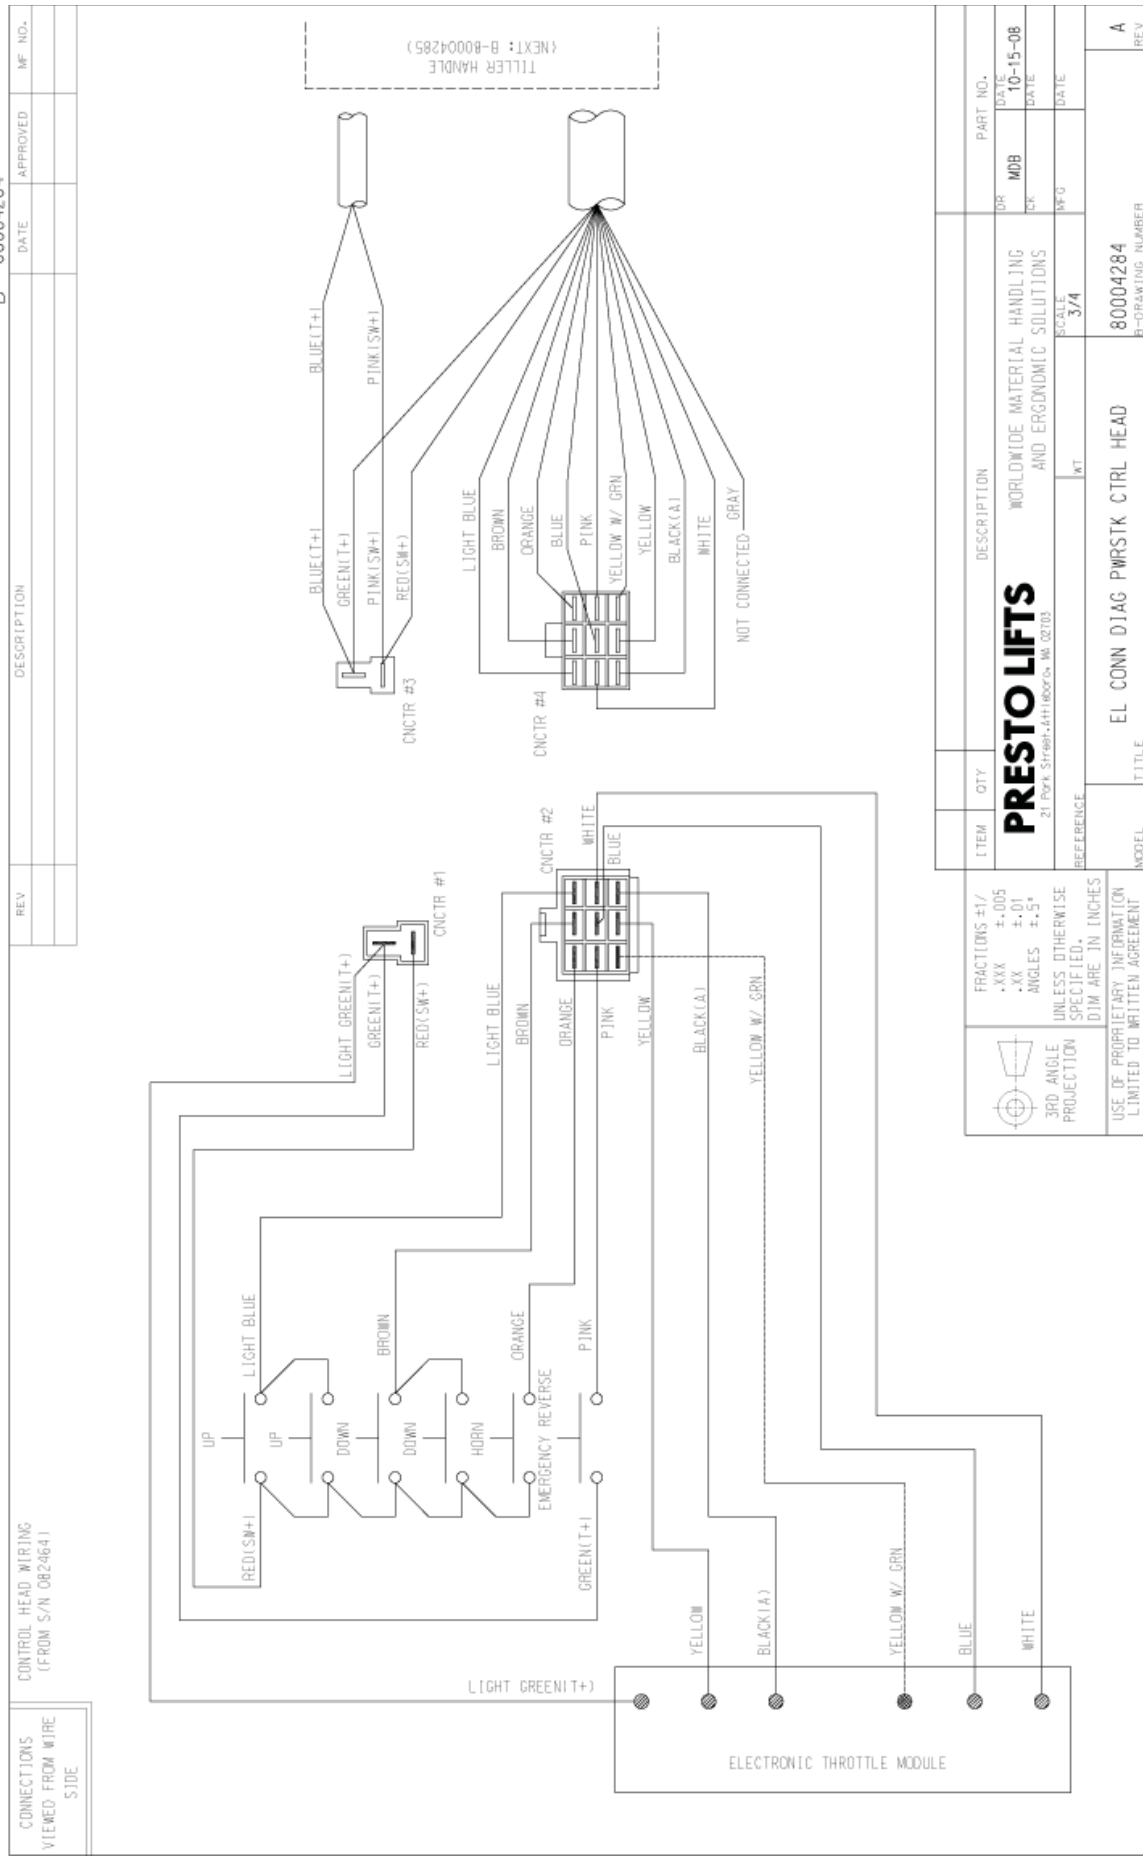 CONNECTIONS
VIEWED FROM WIRE
SIDE
CONTROL HEAD WIRING
(FROM S/N 082464)
REV
DESCRIPTION
DATE
APPROVED
MF NO.
TILLER HANDLE
(NEXT: B-80004285)
LIGHT GREEN(T+)
GREEN(T+)
RED(SW+)
CNCTR #1
BLUE(T+)
GREEN(T+)
PINK(SW+)
RED(SW+)
CNCTR #3
BLUE(T+)
PINK(SW+)
UP
UP
DOWN
DOWN
HORN
EMERGENCY REVERSE
RED(SW+)
GREEN(T+)
LIGHT BLUE
BROWN
ORANGE
PINK
LIGHT BLUE
BROWN
ORANGE
PINK
YELLOW
BLACK(A)
YELLOW W/ GRN
CNCTR #2
WHITE
BLUE
CNCTR #4
LIGHT BLUE
BROWN
ORANGE
BLUE
PINK
YELLOW W/ GRN
YELLOW
BLACK(A)
WHITE
GRAY
NOT CONNECTED
LIGHT GREEN(T+)
YELLOW
BLACK(A)
YELLOW W/ GRN
BLUE
WHITE
ELECTRONIC THROTTLE MODULE
3RD ANGLE
PROJECTION
FRACTIONS ±1/
.XXX ±.005
.XX ±.01
ANGLES ±.5°
UNLESS OTHERWISE
SPECIFIED.
DIM ARE IN INCHES
USE OF PROPRIETARY INFORMATION
LIMITED TO WRITTEN AGREEMENT
ITEM
QTY
DESCRIPTION
PART NO.
PRESTO LIFTS
21 Park Street, Attleboro, MA 02703
WORLDWIDE MATERIAL HANDLING
AND ERGONOMIC SOLUTIONS
DR
MDB
DATE
10-15-08
CK
DATE
MFG
DATE
REFERENCE
WT
SCALE
3/4
MODEL
TITLE
EL CONN DIAG PWRSTK CTRL HEAD
80004284
B-DRAWING NUMBER
A
REV